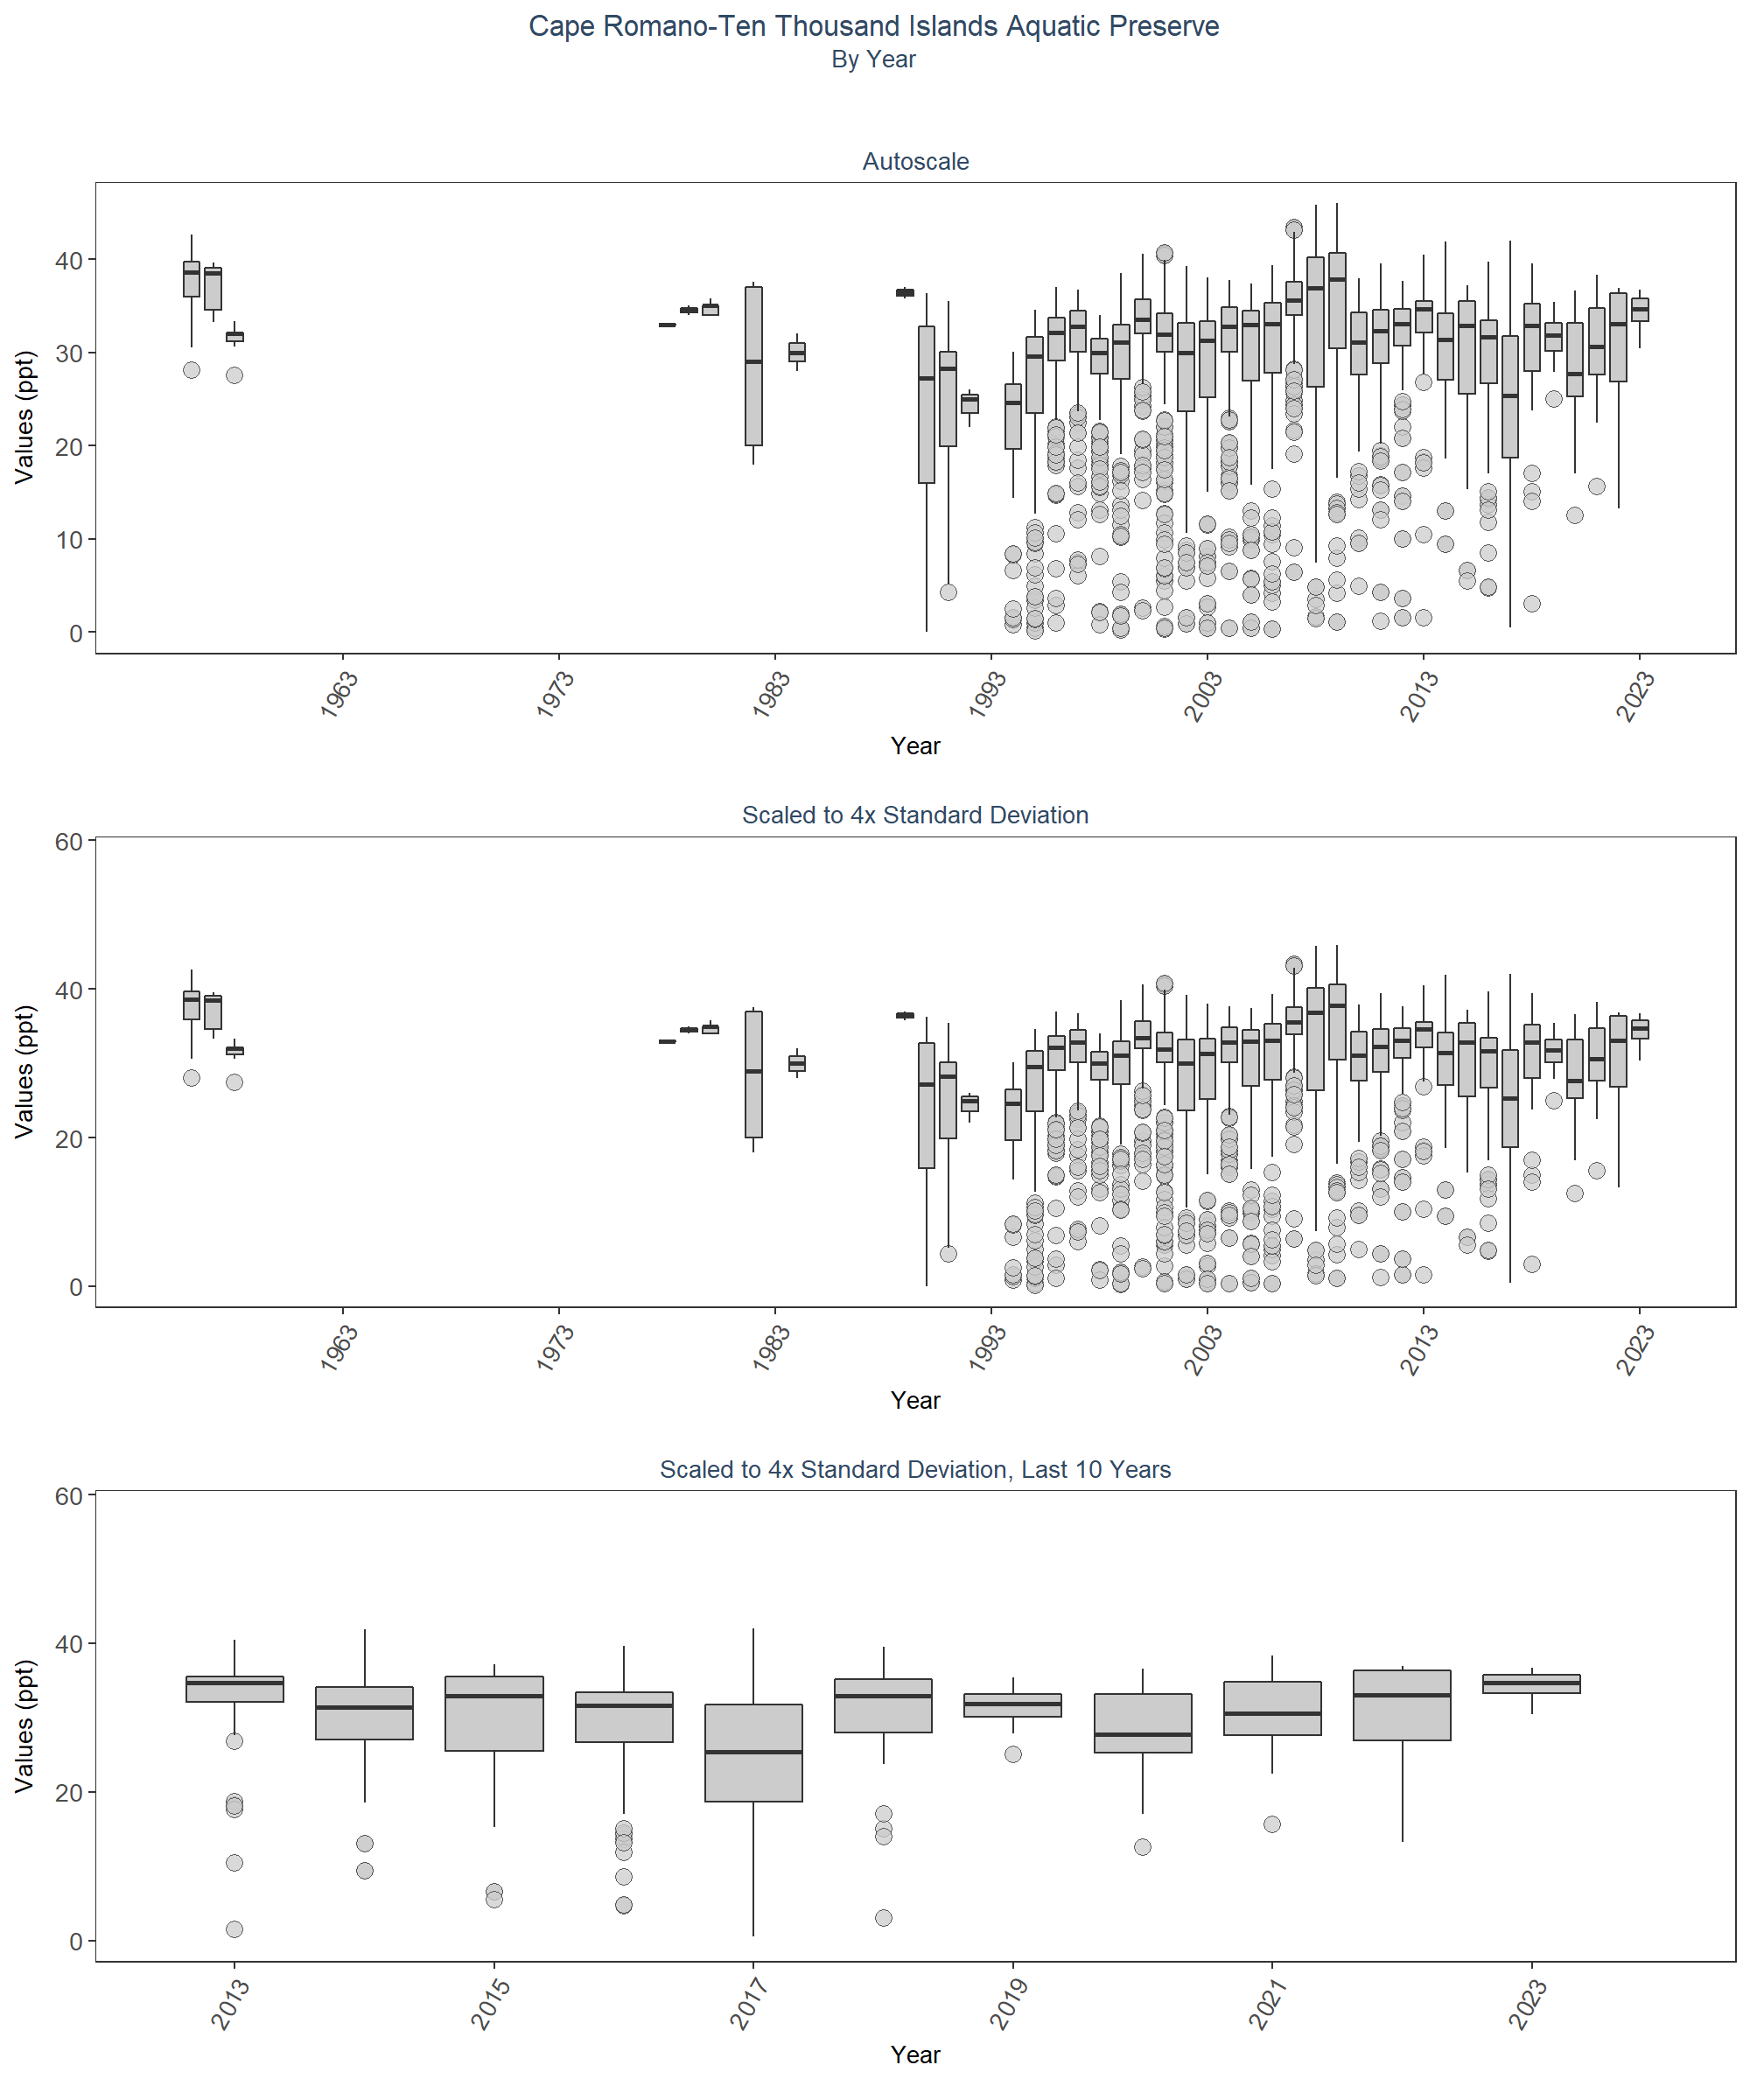 Cape Romano-Ten Thousand Islands Aquatic Preserve
By Year
Autoscale
Values (ppt)
40
30
20
10
0
1963 1973 1983 1993 2003 2013 2023
Year
Scaled to 4x Standard Deviation
Values (ppt)
60
40
20
0
1963 1973 1983 1993 2003 2013 2023
Year
Scaled to 4x Standard Deviation, Last 10 Years
Values (ppt)
60
40
20
0
2013 2015 2017 2019 2021 2023
Year